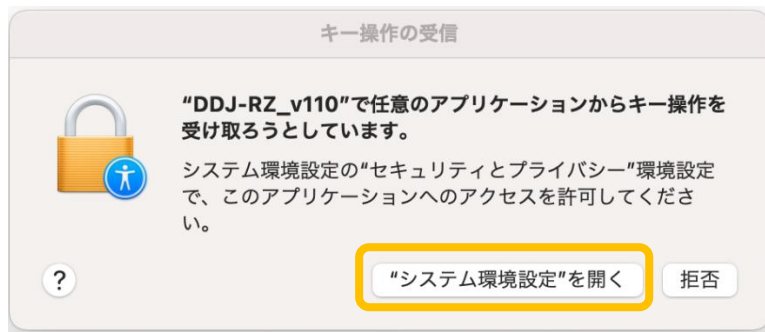 キー操作の受信
“DDJ-RZ_v110”で任意のアプリケーションからキー操作を
受け取ろうとしています。
システム環境設定の“セキュリティとプライバシー”環境設定
で、このアプリケーションへのアクセスを許可してくださ
い。
?
“システム環境設定”を開く
拒否